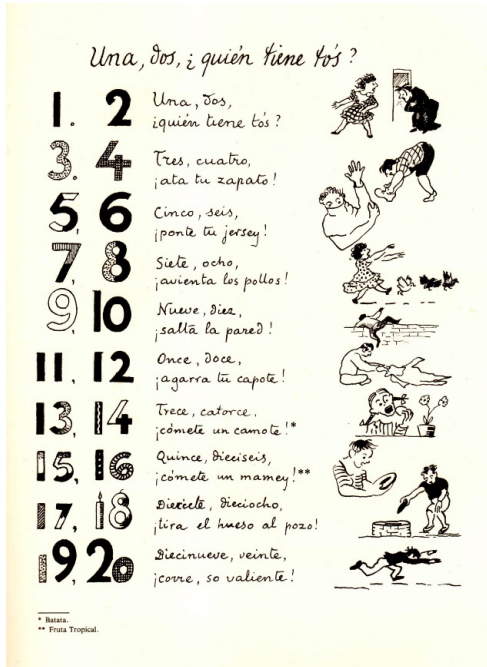 Una, dos, ¿quién tiene tós?
1. 2
Una, dos,
¿quién tiene tós?
3. 4
Tres, cuatro,
¡ata tu zapato!
5, 6
Cinco, seis,
¡ponte tu jersey!
7, 8
Siete, ocho,
¡avienta los pollos!
9, 10
Nueve, diez,
¡salta la pared!
11, 12
Once, doce,
¡agarra tu capote!
13, 14
Trece, catorce,
¡cómete un camote!*
15, 16
Quince, dieciseis,
¡cómete un mamey!**
17, 18
Diecisiete, dieciocho,
¡tira el hueso al pozo!
19, 20
Diecinueve, veinte,
¡corre, so valiente!
* Batata.
** Fruta Tropical.